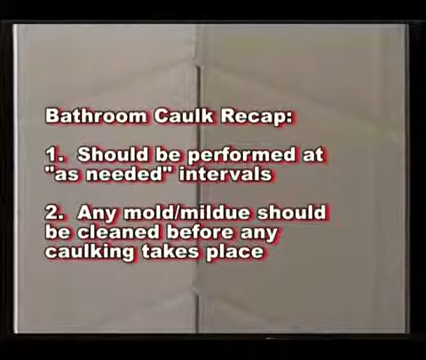 Bathroom Caulk Recap:
1. Should be performed at
"as needed" intervals
2. Any mold/mildue should
be cleaned before any
caulking takes place